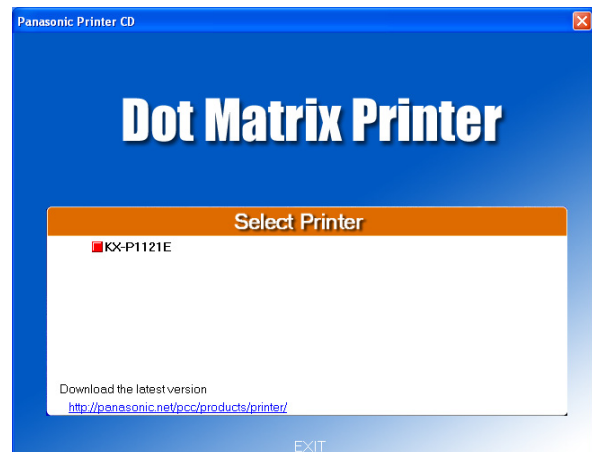 Panasonic Printer CD
Dot Matrix Printer
Select Printer
KX-P1121E
Download the latest version
http://panasonic.net/pcc/products/printer/
EXIT